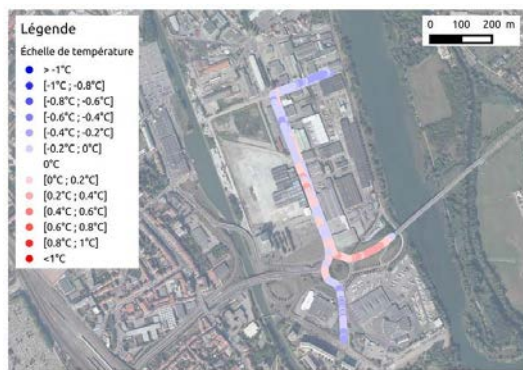 Légende
Échelle de température
> -1°C
[-1°C ; -0.8°C]
[-0.8°C ; -0.6°C]
[-0.6°C ; -0.4°C]
[-0.4°C ; -0.2°C]
[-0.2°C ; 0°C]
0°C
[0°C ; 0.2°C]
[0.2°C ; 0.4°C]
[0.4°C ; 0.6°C]
[0.6°C ; 0.8°C]
[0.8°C ; 1°C]
<1°C
0 100 200 m